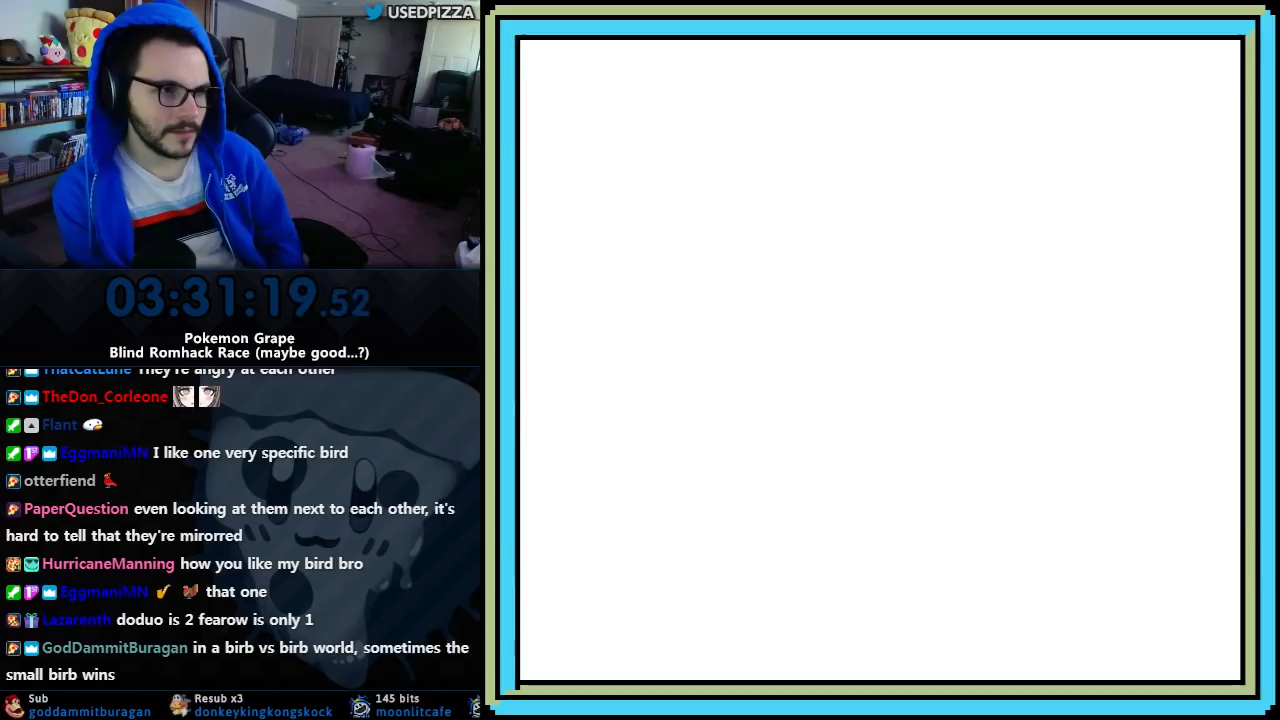 USEDPIZZA
03:31:19.52
Pokemon Grape
Blind Romhack Race (maybe good...?)
ThatCatLune They're angry at each other
TheDon_Corleone
Flant
EggmaniMN I like one very specific bird
otterfiend
PaperQuestion even looking at them next to each other, it's
hard to tell that they're mirorred
HurricaneManning how you like my bird bro
EggmaniMN that one
Lazarenth doduo is 2 fearow is only 1
GodDammitBuragan in a birb vs birb world, sometimes the
small birb wins
Sub
goddammitburagan
Resub x3
donkeykingkongskock
145 bits
moonlitcafe